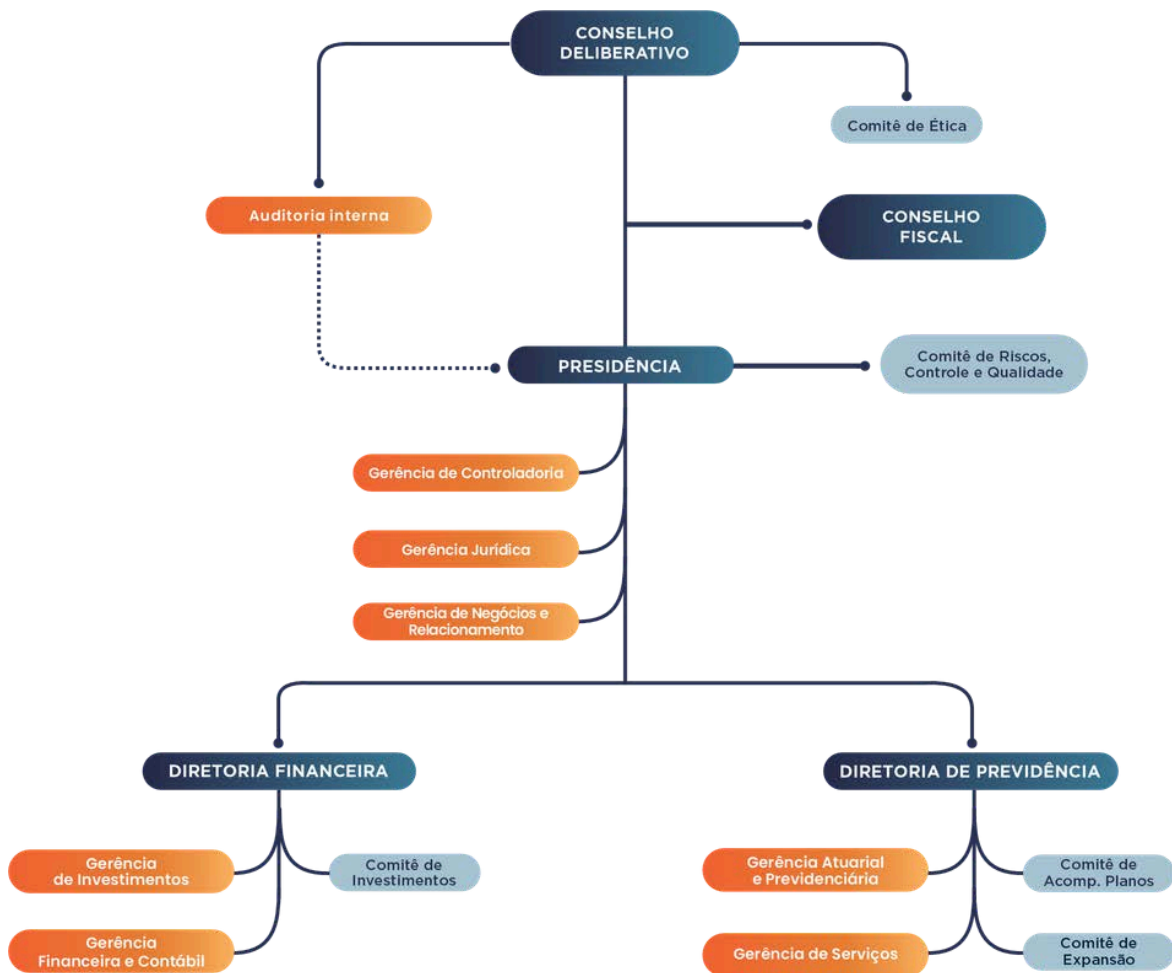 CONSELHO
DELIBERATIVO
Comitê de Ética
Auditoria interna
CONSELHO
FISCAL
PRESIDÊNCIA
Comitê de Riscos,
Controle e Qualidade
Gerência de Controladoria
Gerência Jurídica
Gerência de Negócios e
Relacionamento
DIRETORIA FINANCEIRA
DIRETORIA DE PREVIDÊNCIA
Gerência
de Investimentos
Comitê de
Investimentos
Gerência Atuarial
e Previdenciária
Comitê de
Acomp. Planos
Gerência
Financeira e Contábil
Gerência de Serviços
Comitê de
Expansão